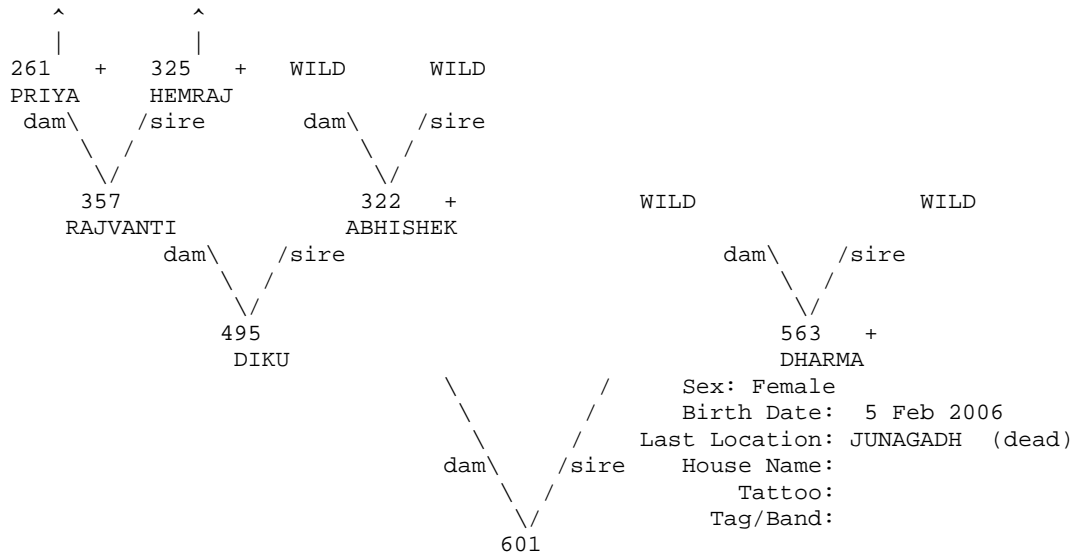 ^ ^
| |
261 + 325 + WILD WILD
PRIYA HEMRAJ
dam\ /sire dam\ /sire
\ / \ /
\/ \/
357 322 + WILD WILD
RAJVANTI ABHISHEK
dam\ /sire dam\ /sire
\ / \ /
\/ \/
495 563 +
DIKU DHARMA
\ / Sex: Female
\ / Birth Date: 5 Feb 2006
\ / Last Location: JUNAGADH (dead)
dam\ /sire House Name:
\ / Tattoo:
\/ Tag/Band:
601